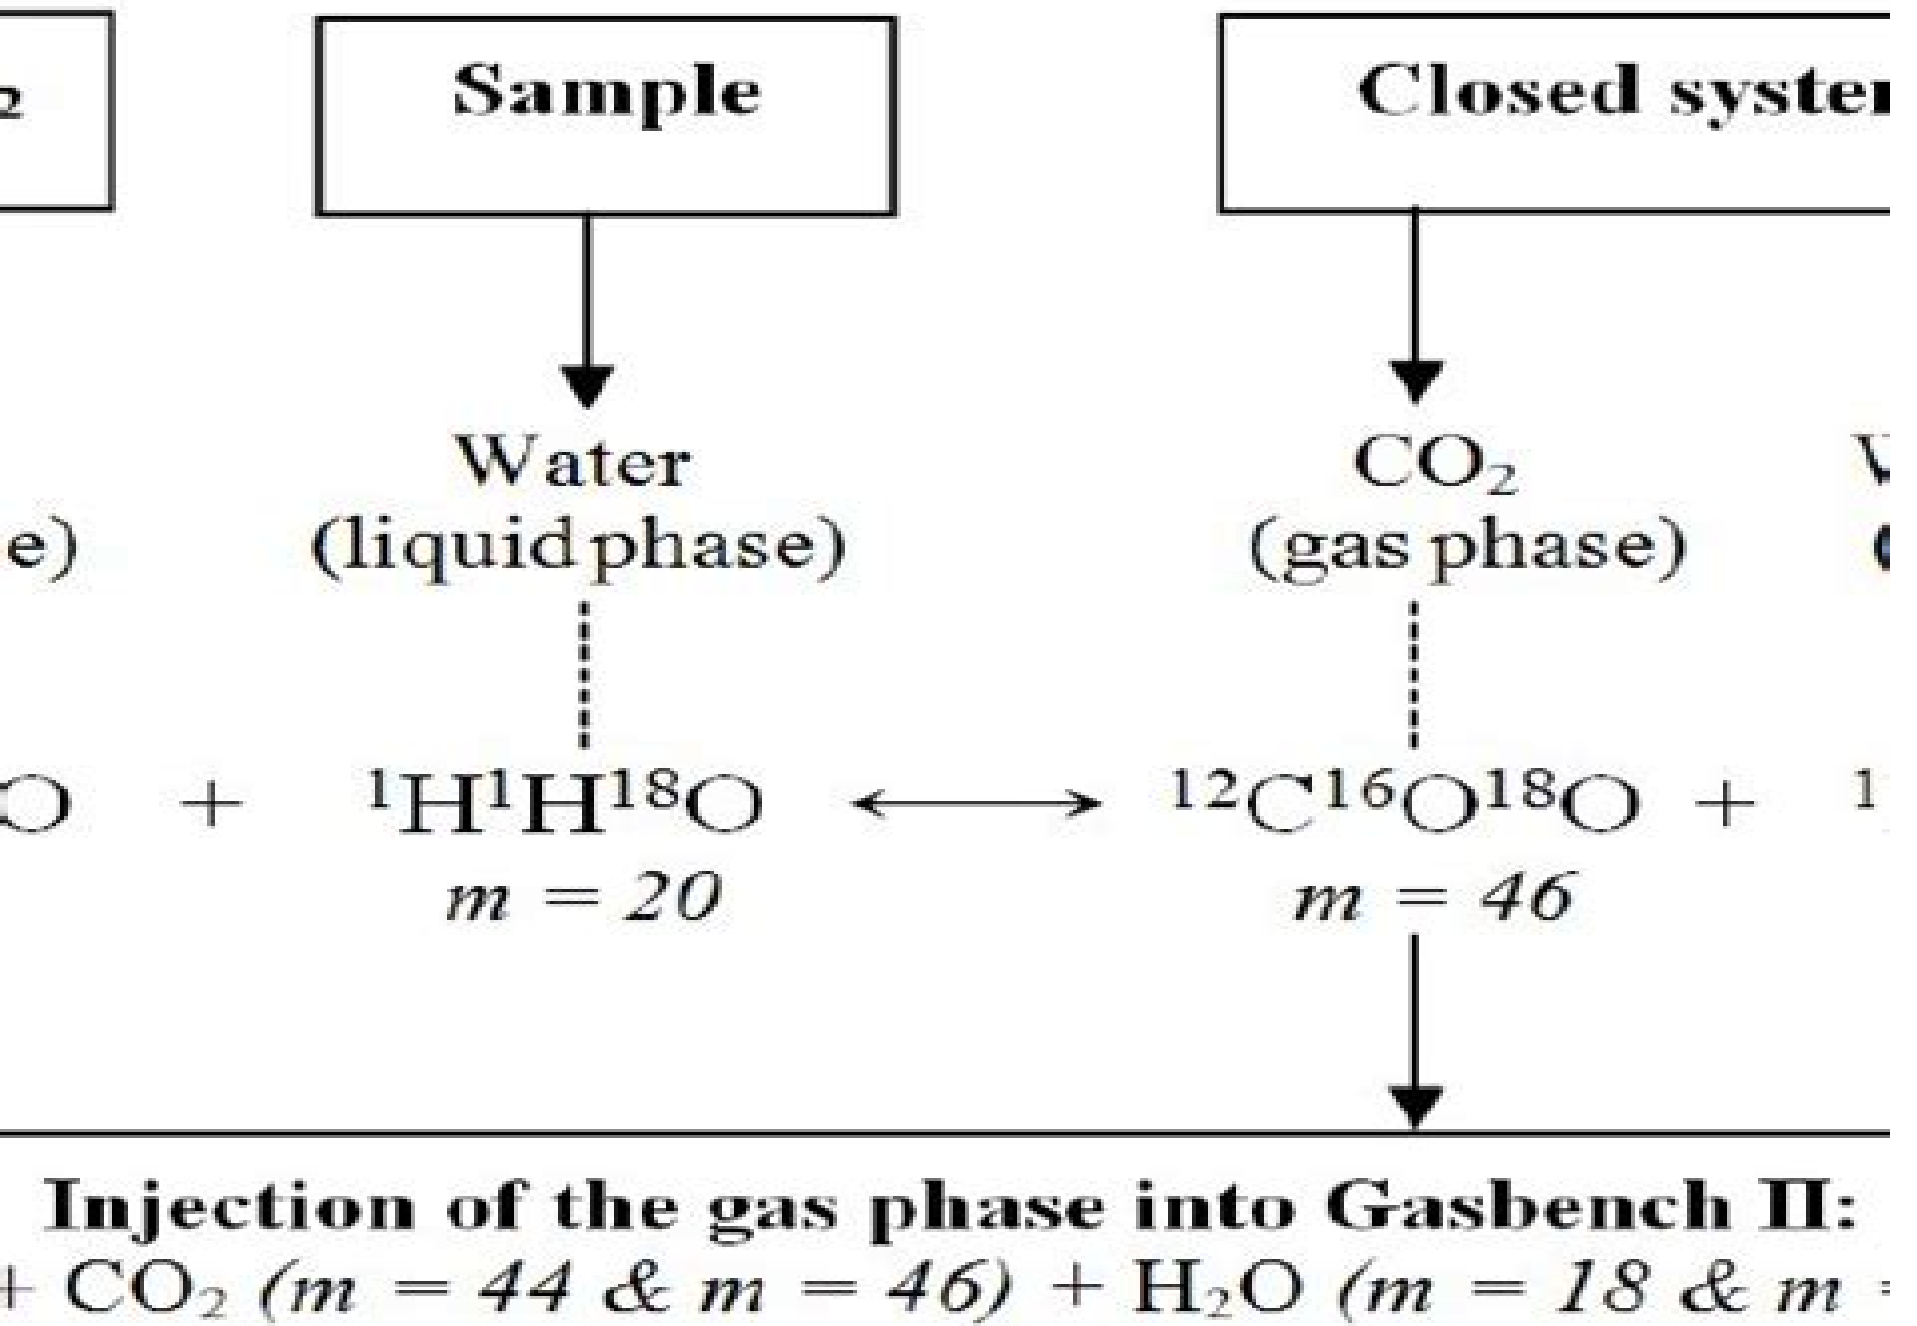 ₂
Sample
Closed
Water
CO₂
e)
(liquid phase)
(gas phase)
O + ¹H¹H¹⁸O ⟷ ¹²C¹⁶O¹⁸O + ¹
m = 20
m = 46
Injection of the gas phase into Gasbench II:
+ CO₂ (m = 44 & m = 46) + H₂O (m = 18 & m =